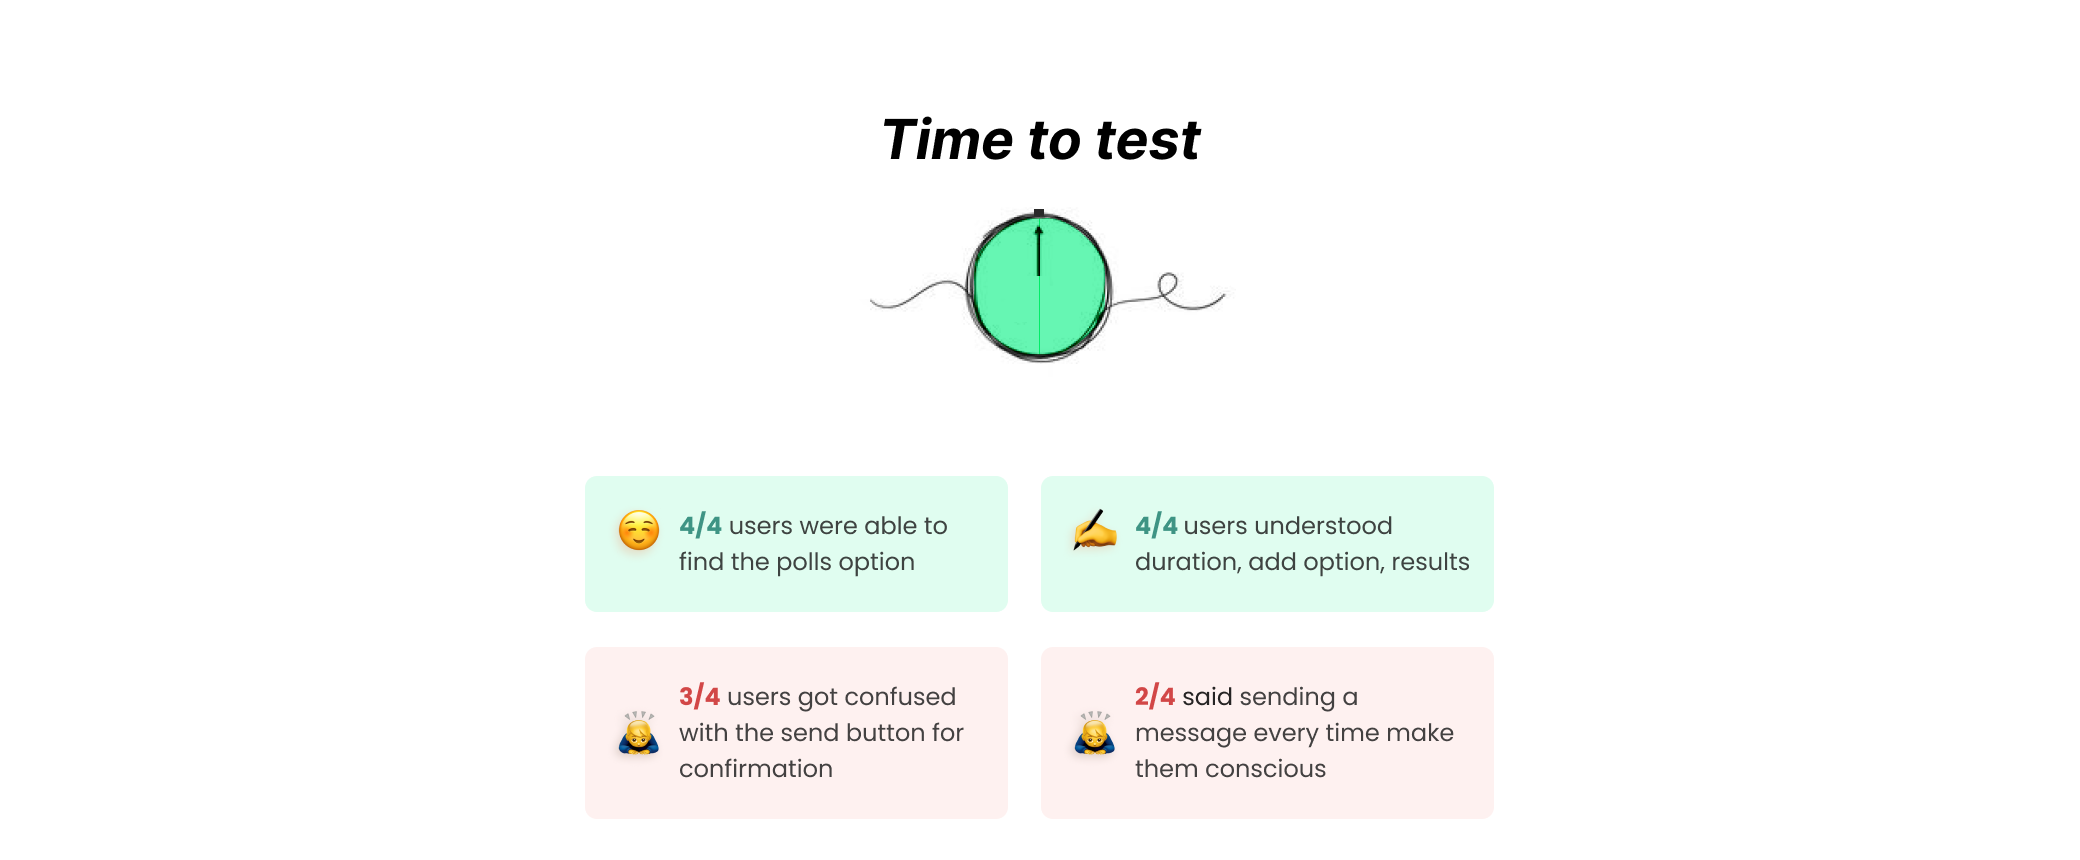 Time to test
4/4 users were able to
find the polls option
4/4 users understood
duration, add option, results
3/4 users got confused
with the send button for
confirmation
2/4 said sending a
message every time make
them conscious